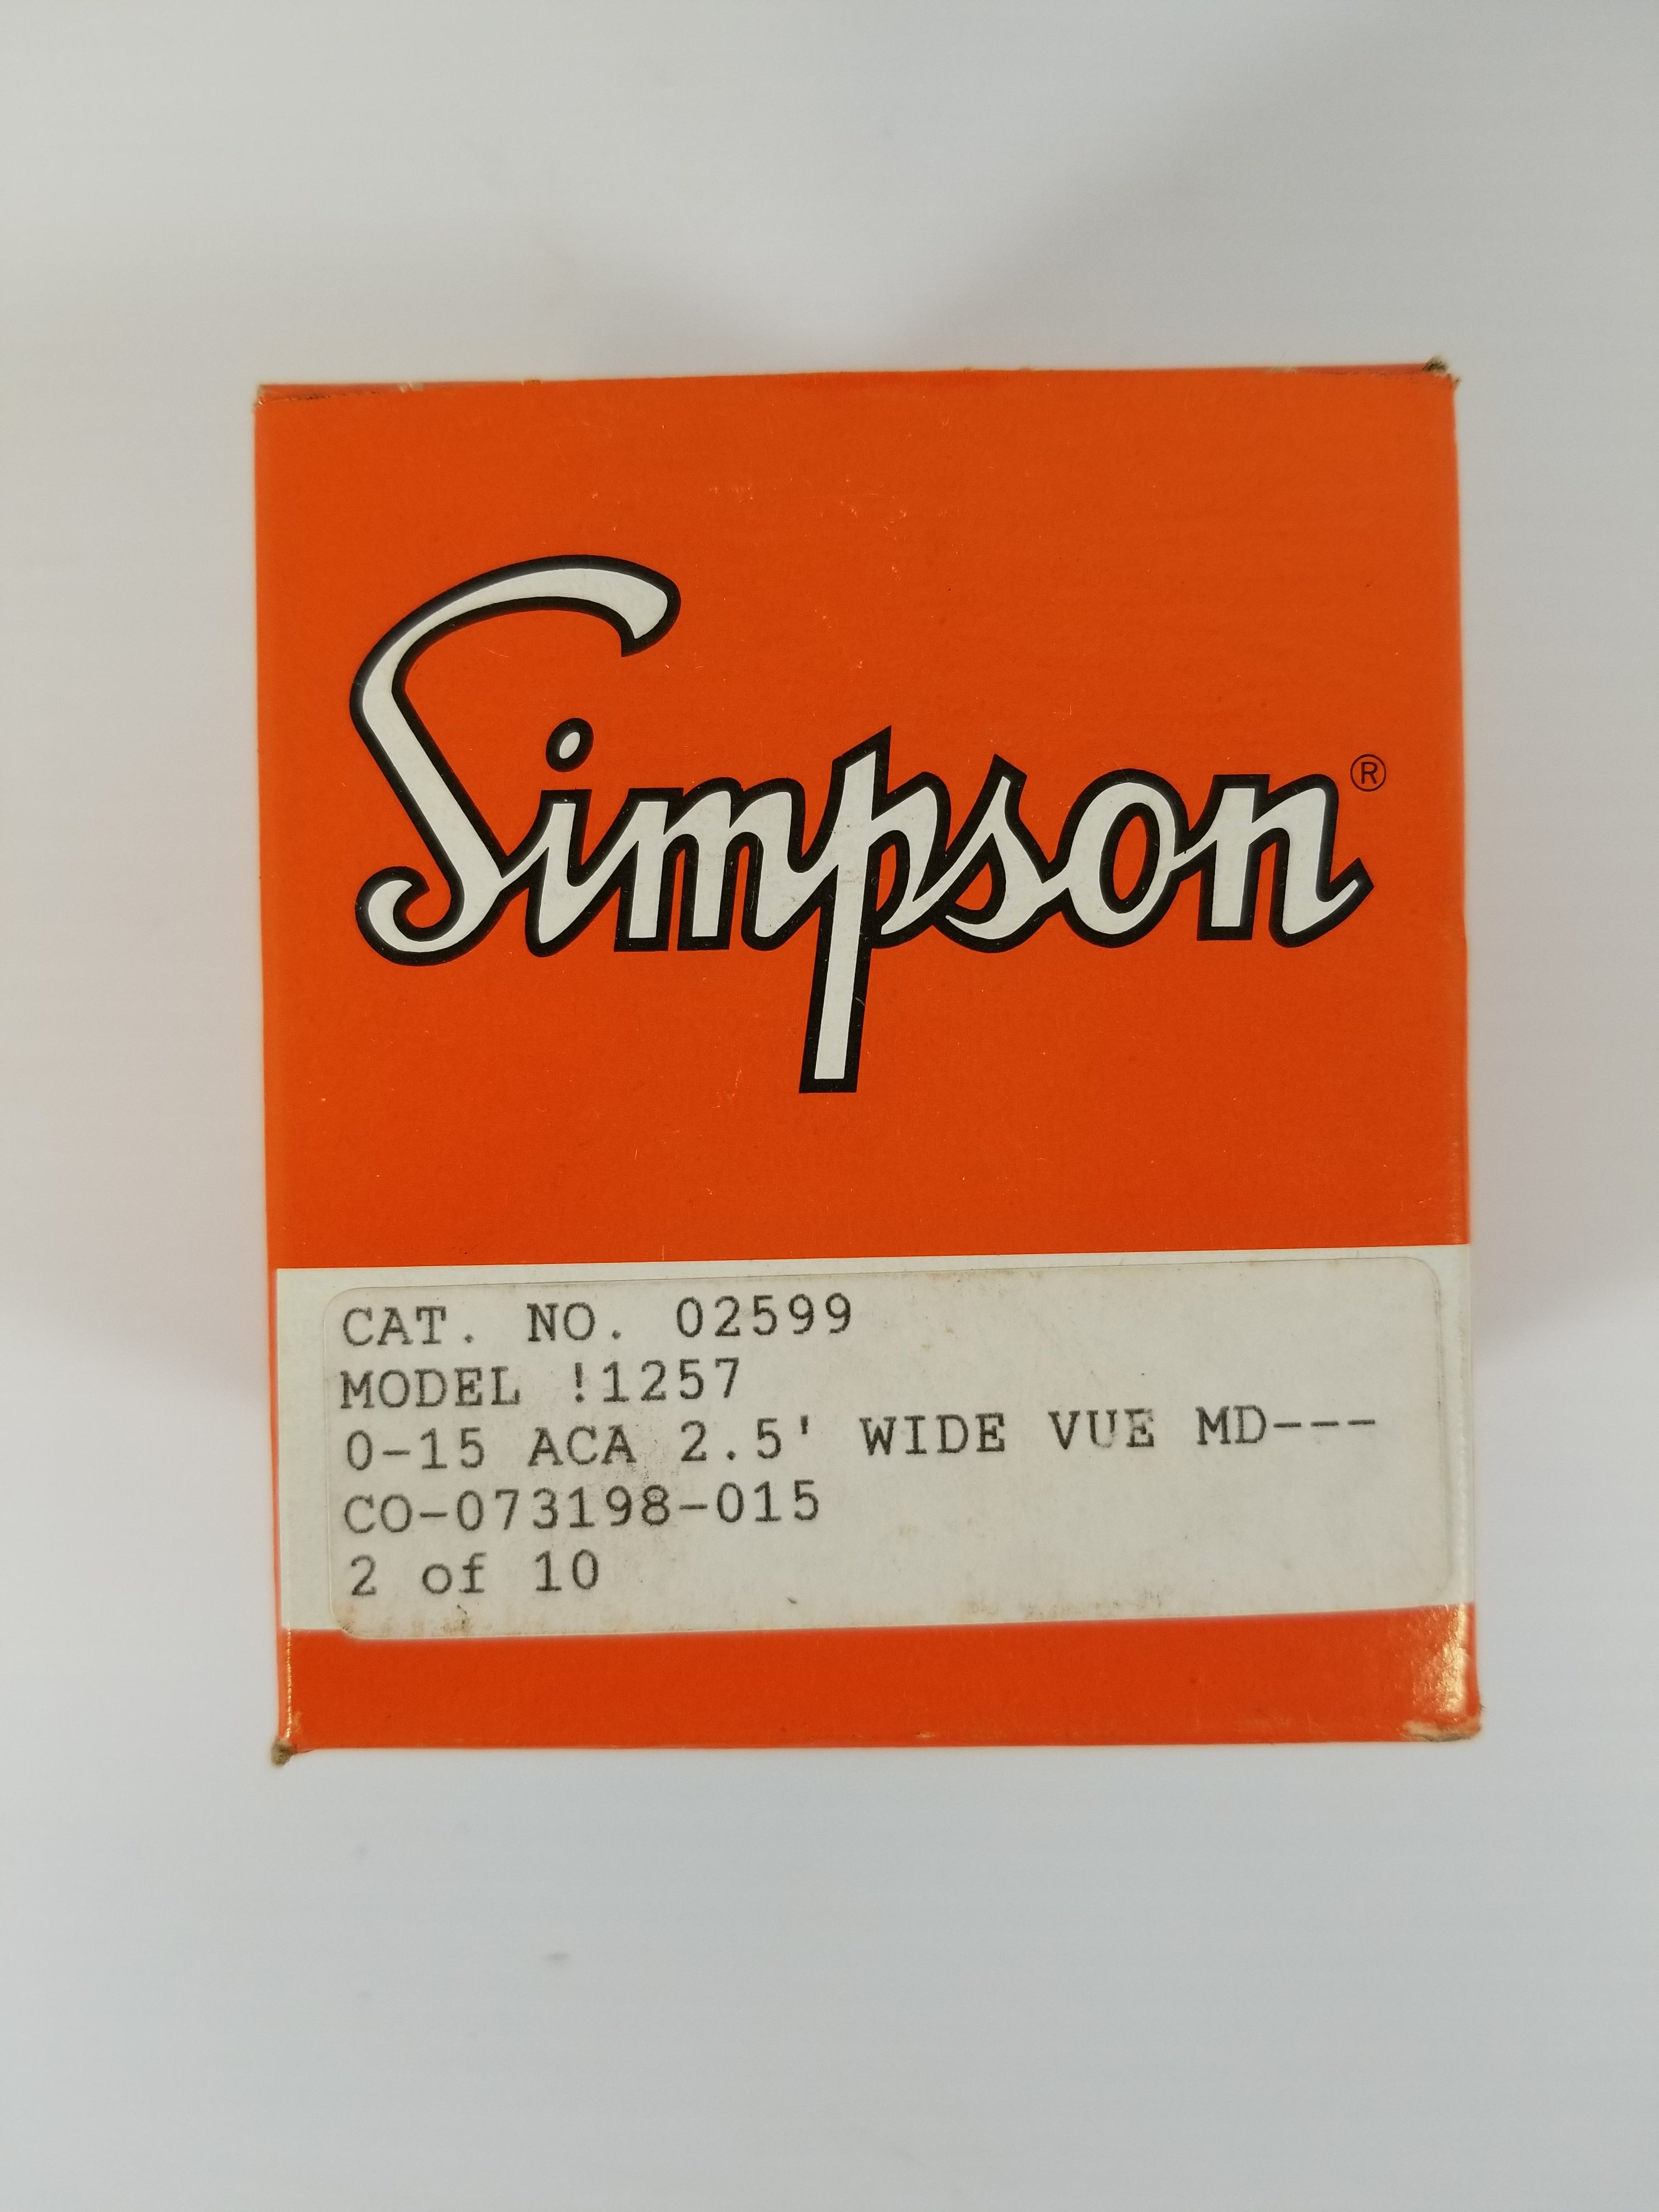 Simpson®
CAT. NO. 02599
MODEL !1257
0-15 ACA 2.5' WIDE VUE MD---
CO-073198-015
2 of 10